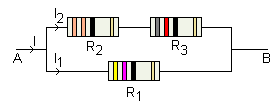 I₂
R₂ R₃
A I B
I₁
R₁